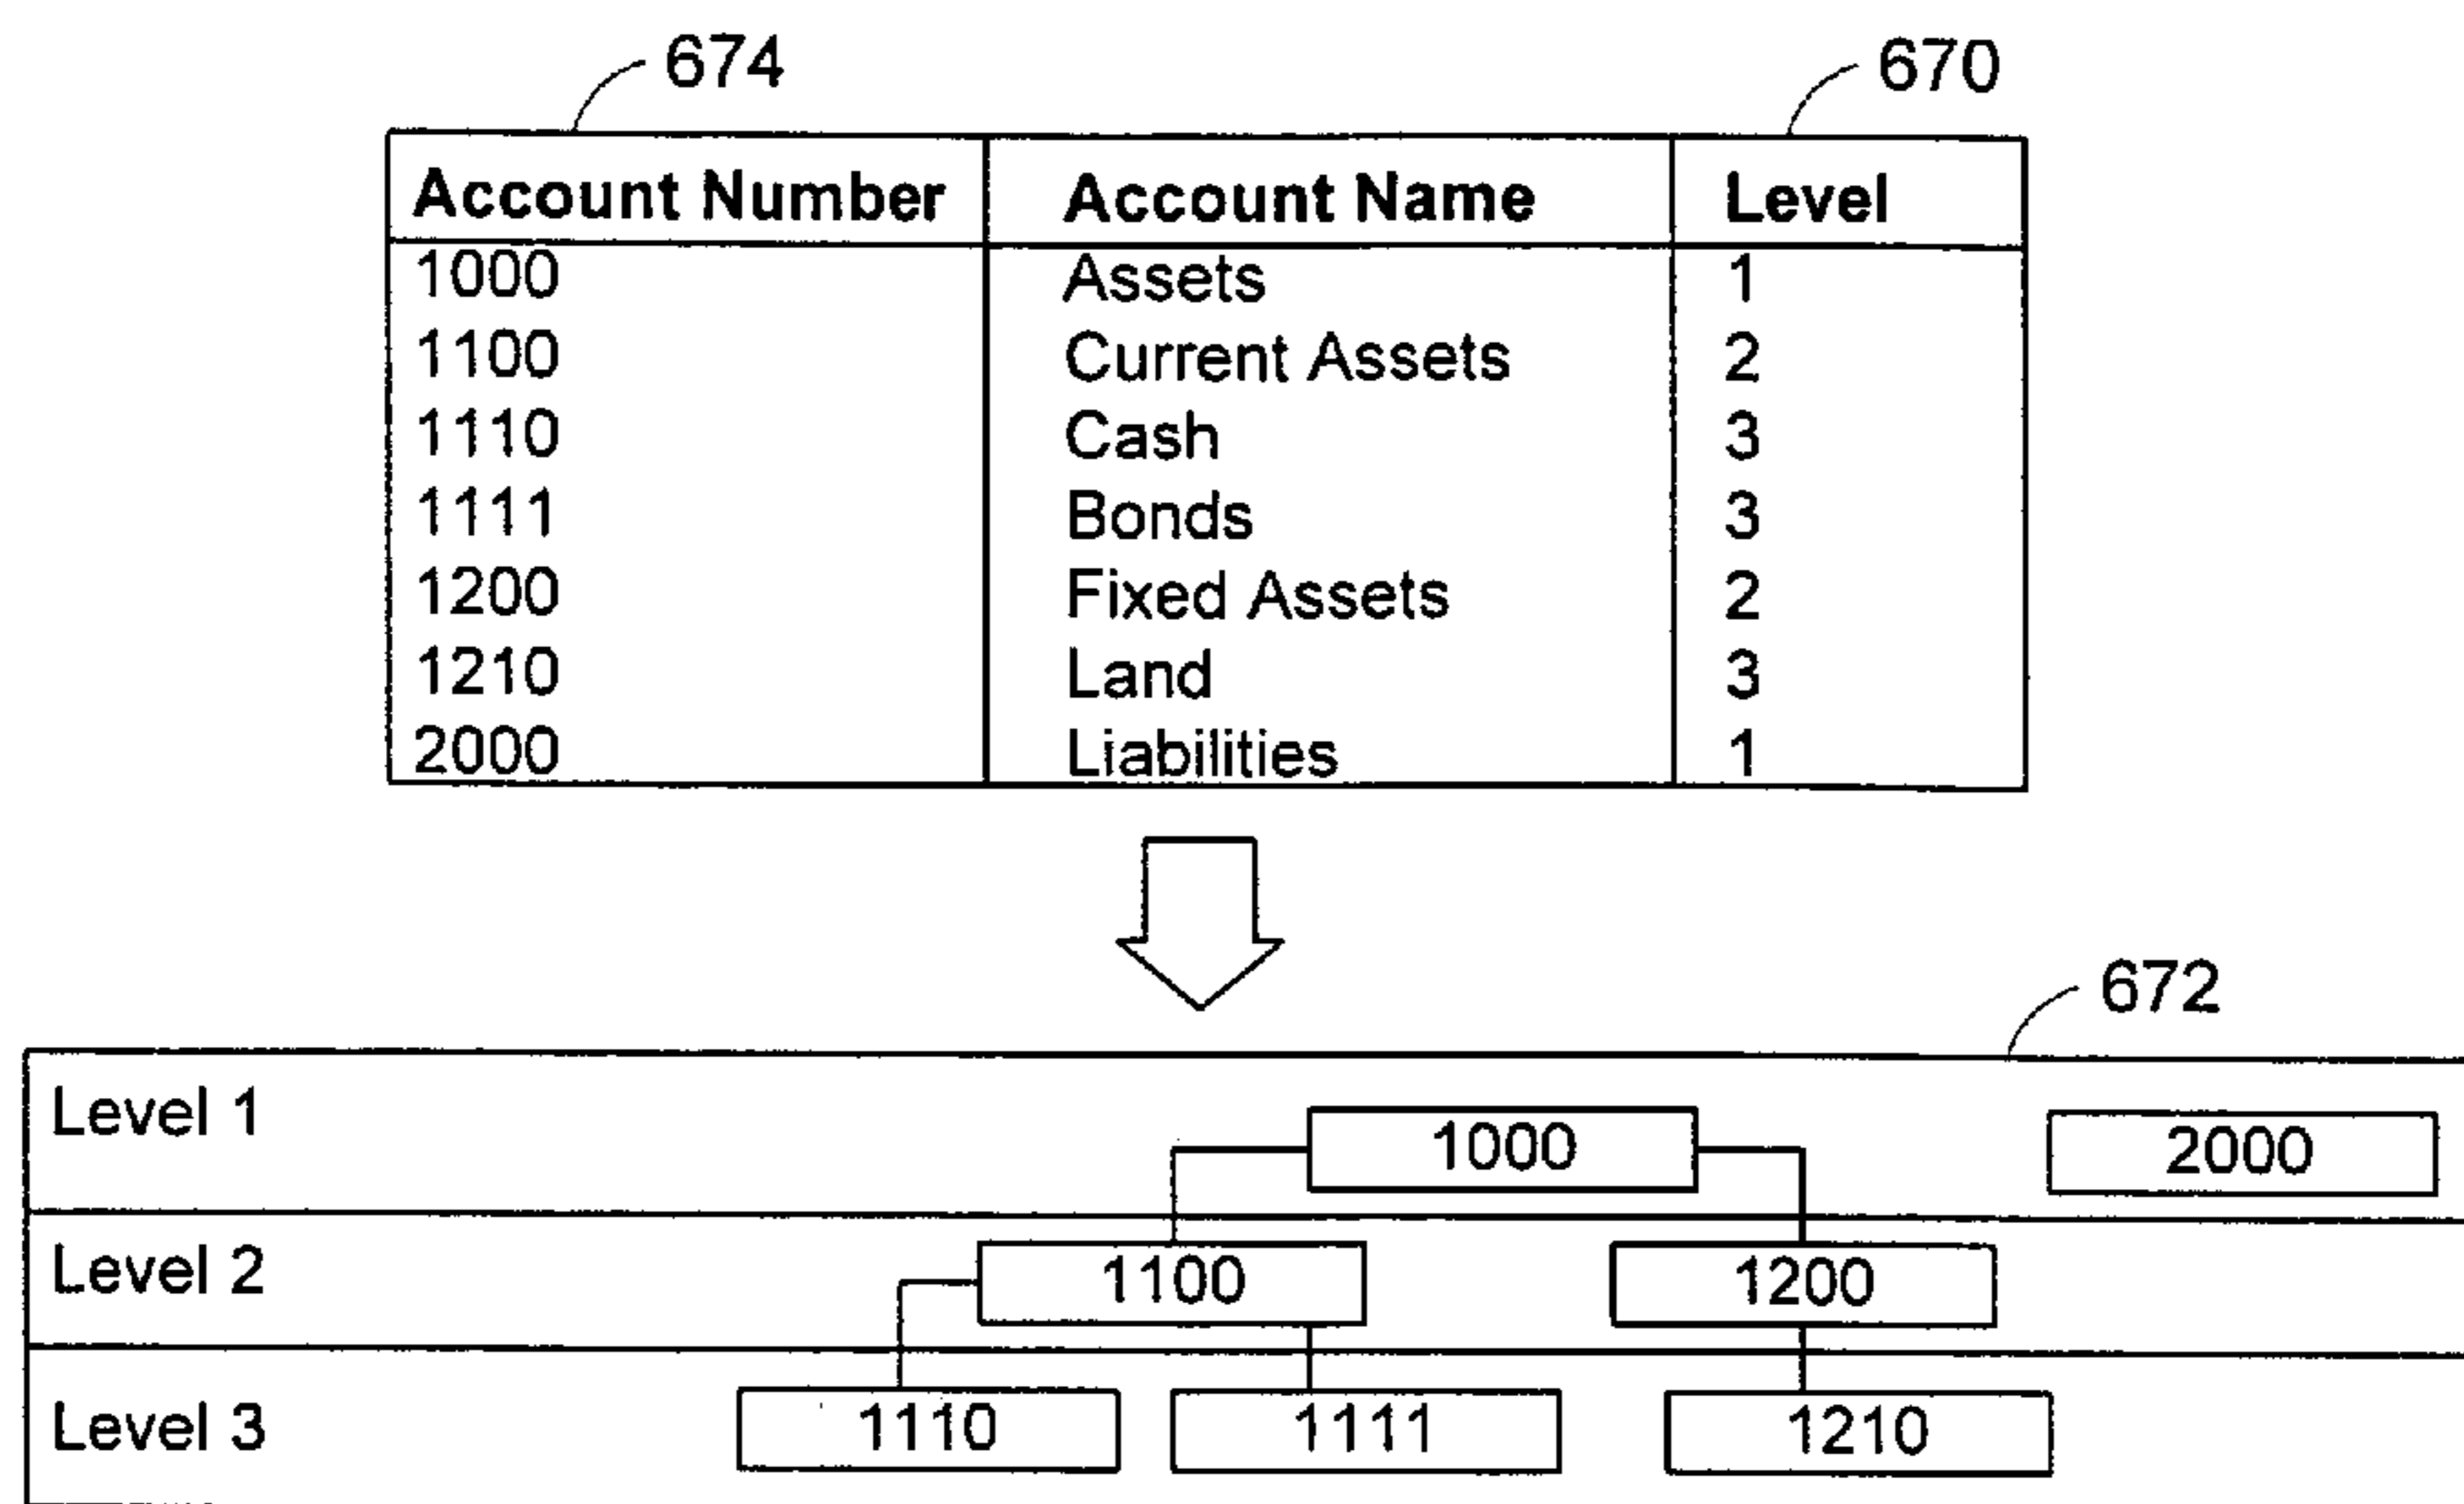 674 670
Account Number Account Name Level
1000 Assets 1
1100 Current Assets 2
1110 Cash 3
1111 Bonds 3
1200 Fixed Assets 2
1210 Land 3
2000 Liabilities 1
672
Level 1 1000 2000
Level 2 1100 1200
Level 3 1110 1111 1210